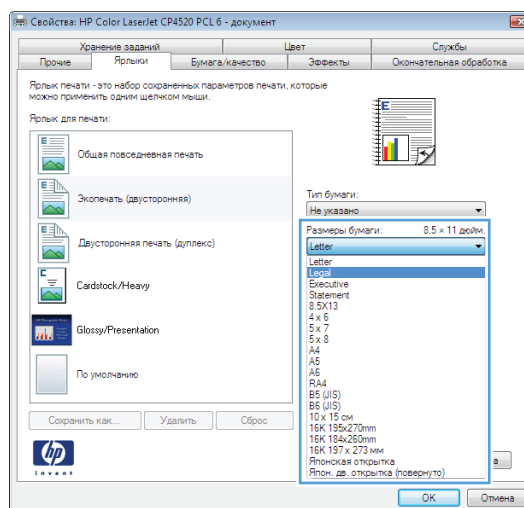 Свойства: HP Color LaserJet CP4520 PCL 6 - документ
Хранение заданий Цвет Службы
Прочие Ярлыки Бумага/качество Эффекты Окончательная обработка
Ярлык печати - это набор сохраненных параметров печати, которые
можно применить одним щелчком мыши.
Ярлык для печати:
Общая повседневная печать
Экопечать (двусторонняя)
Двусторонняя печать (дуплекс)
Cardstock/Heavy
Glossy/Presentation
По умолчанию
Сохранить как... Удалить Сброс
hp
invent
Тип бумаги:
Не указано
Размеры бумаги: 8,5 × 11 дюйм.
Letter
Letter
Legal
Executive
Statement
8.5X13
4 x 6
5 x 7
5 x 8
A4
A5
A6
RA4
B5 (JIS)
B6 (JIS)
10 x 15 см
16K 195x270mm
16K 184x260mm
16K 197 x 273 мм
Японская открытка
Япон. дв. открытка (повернуто)
OK Отмена